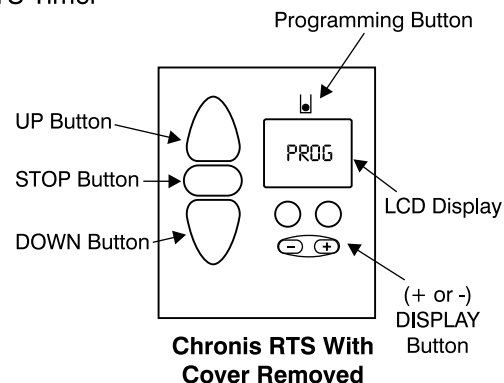 Programming Button
UP Button
STOP Button
DOWN Button
PROG
LCD Display
- +
(+ or -)
DISPLAY
Button
Chronis RTS With
Cover Removed